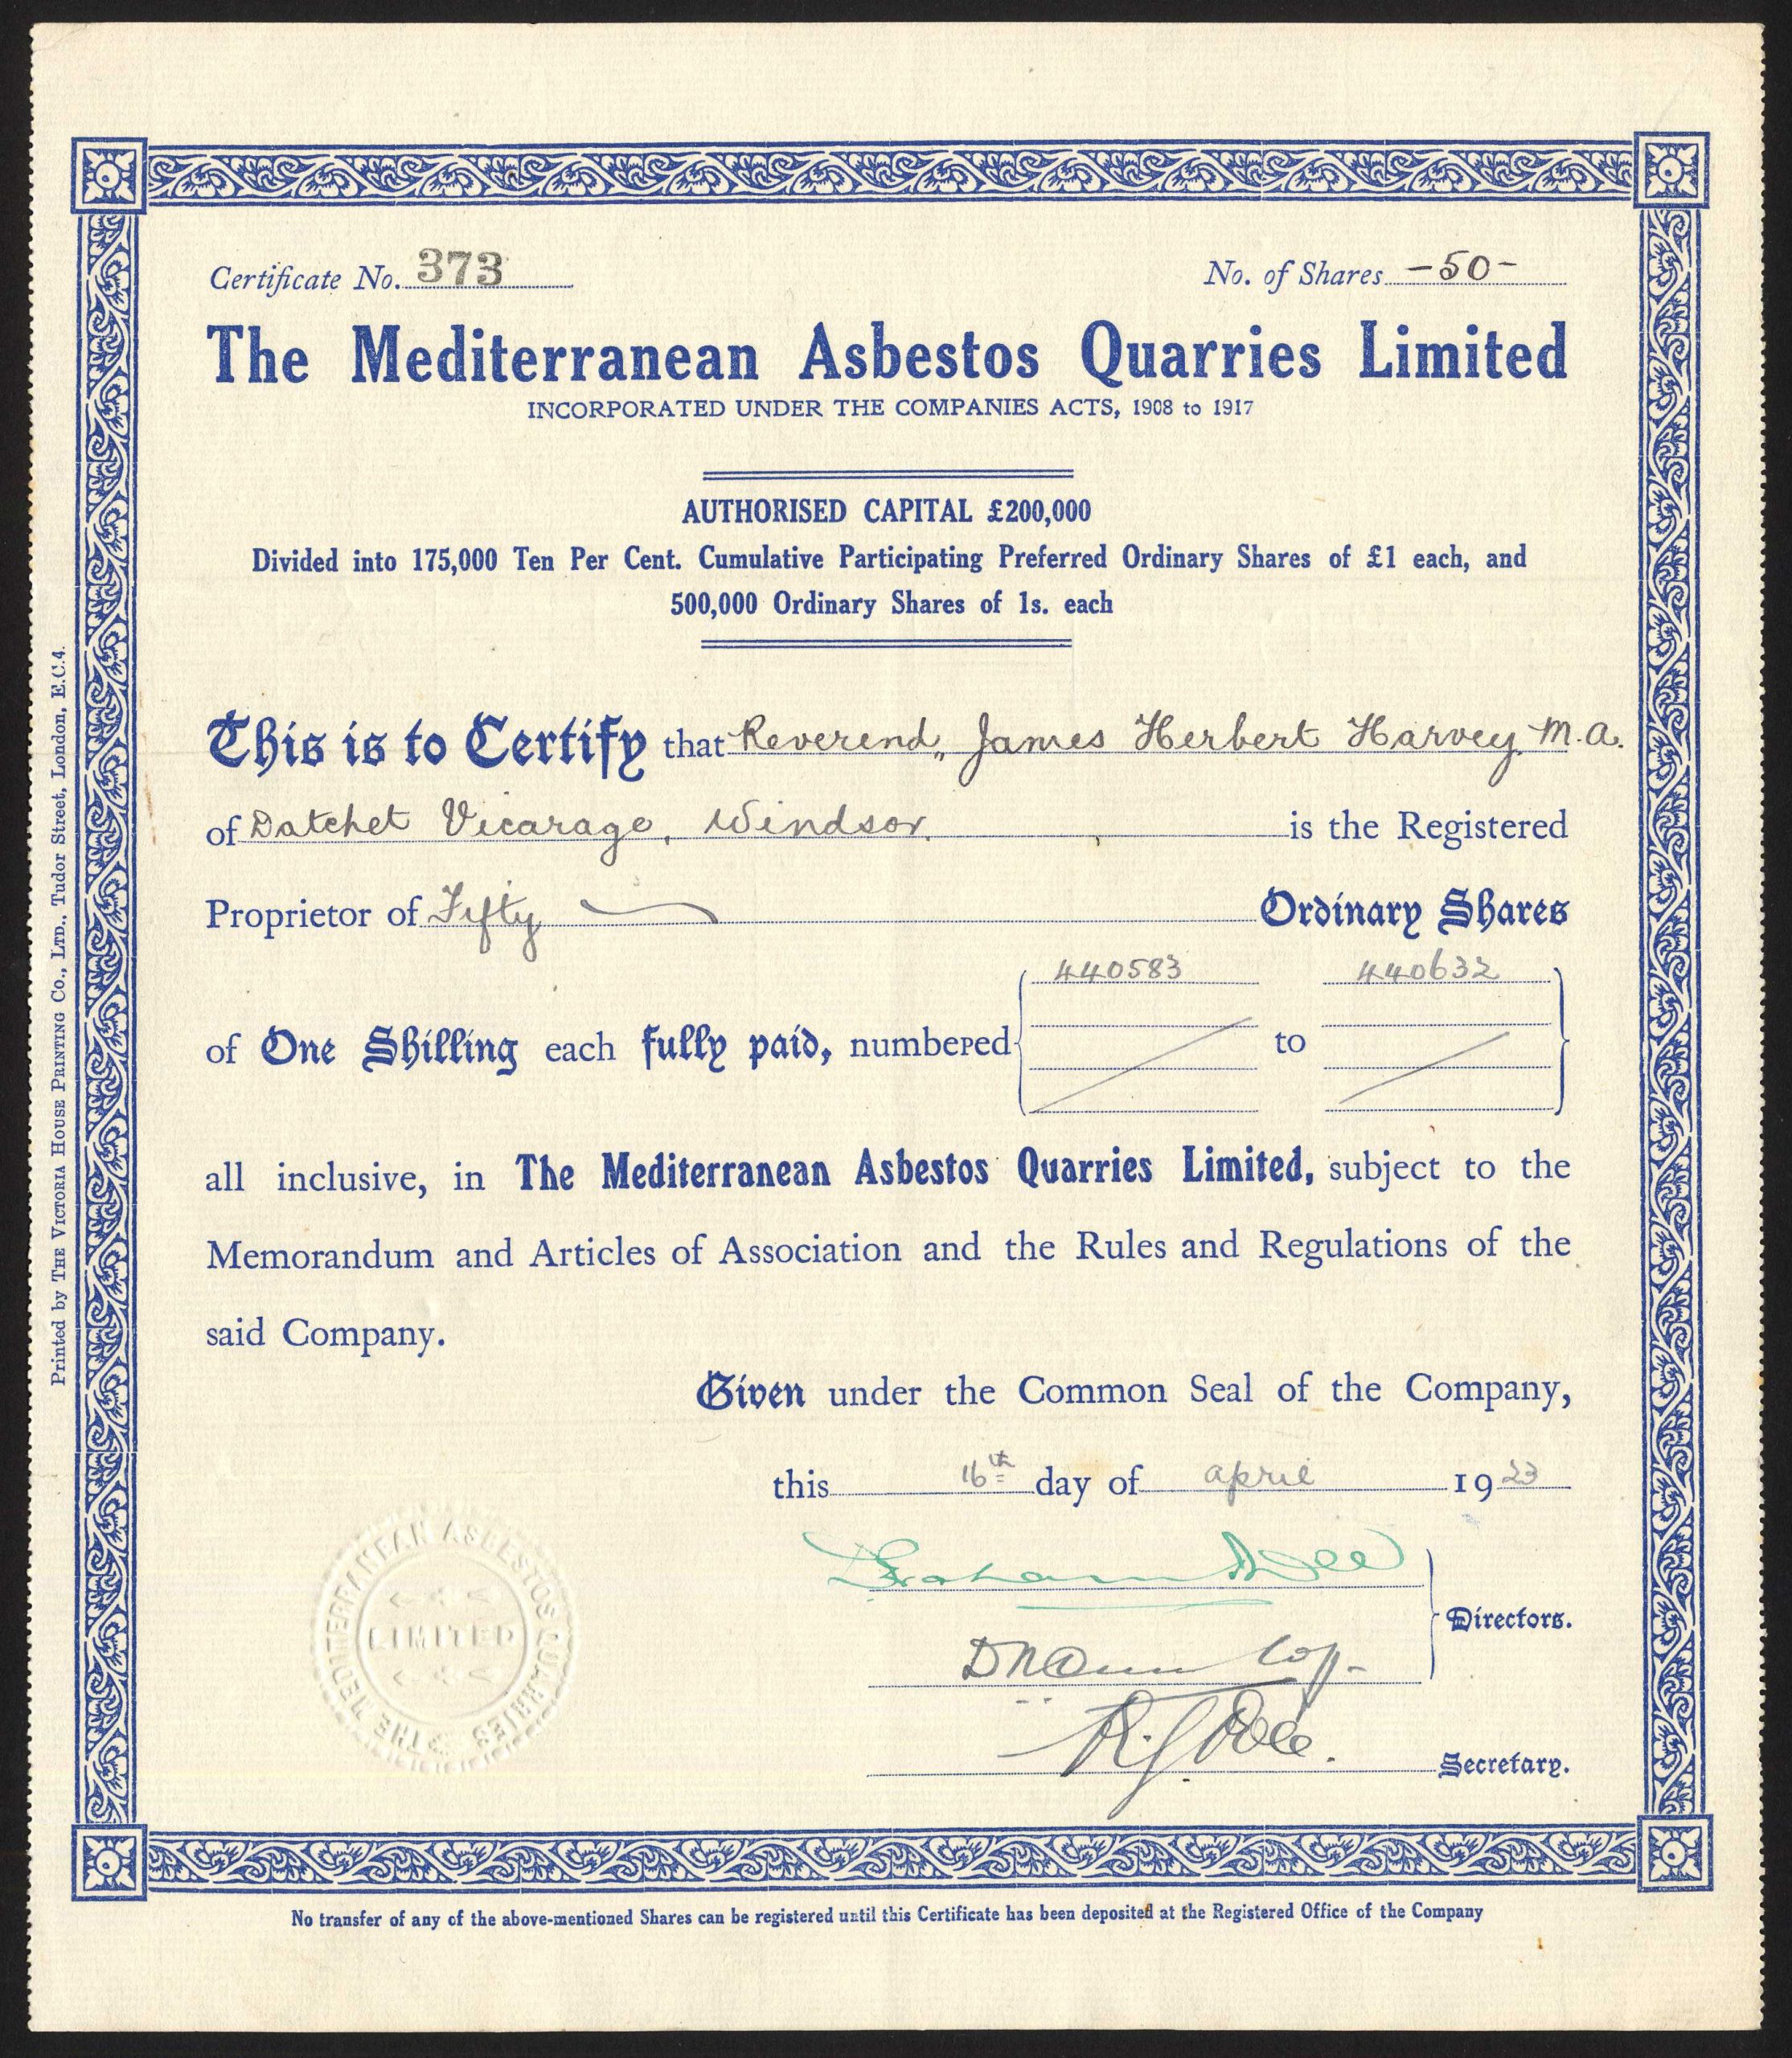 Certificate No. 373
No. of Shares -50-
The Mediterranean Asbestos Quarries Limited
INCORPORATED UNDER THE COMPANIES ACTS, 1908 to 1917
AUTHORISED CAPITAL £200,000
Divided into 175,000 Ten Per Cent. Cumulative Participating Preferred Ordinary Shares of £1 each, and
500,000 Ordinary Shares of 1s. each
This is to Certify that Reverend, James Herbert Harvey, M.A.
of Datchet Vicarage, Windsor. is the Registered
Proprietor of Fifty Ordinary Shares
440583 440632
of One Shilling each fully paid, numbered to
all inclusive, in The Mediterranean Asbestos Quarries Limited, subject to the
Memorandum and Articles of Association and the Rules and Regulations of the
said Company.
Given under the Common Seal of the Company,
this 16th day of april 1923
Directors.
Secretary.
THE MEDITERRANEAN ASBESTOS QUARRIES
LIMITED
No transfer of any of the above-mentioned Shares can be registered until this Certificate has been deposited at the Registered Office of the Company
Printed by THE VICTORIA HOUSE PRINTING CO., LTD., Tudor Street, London, E.C.4.